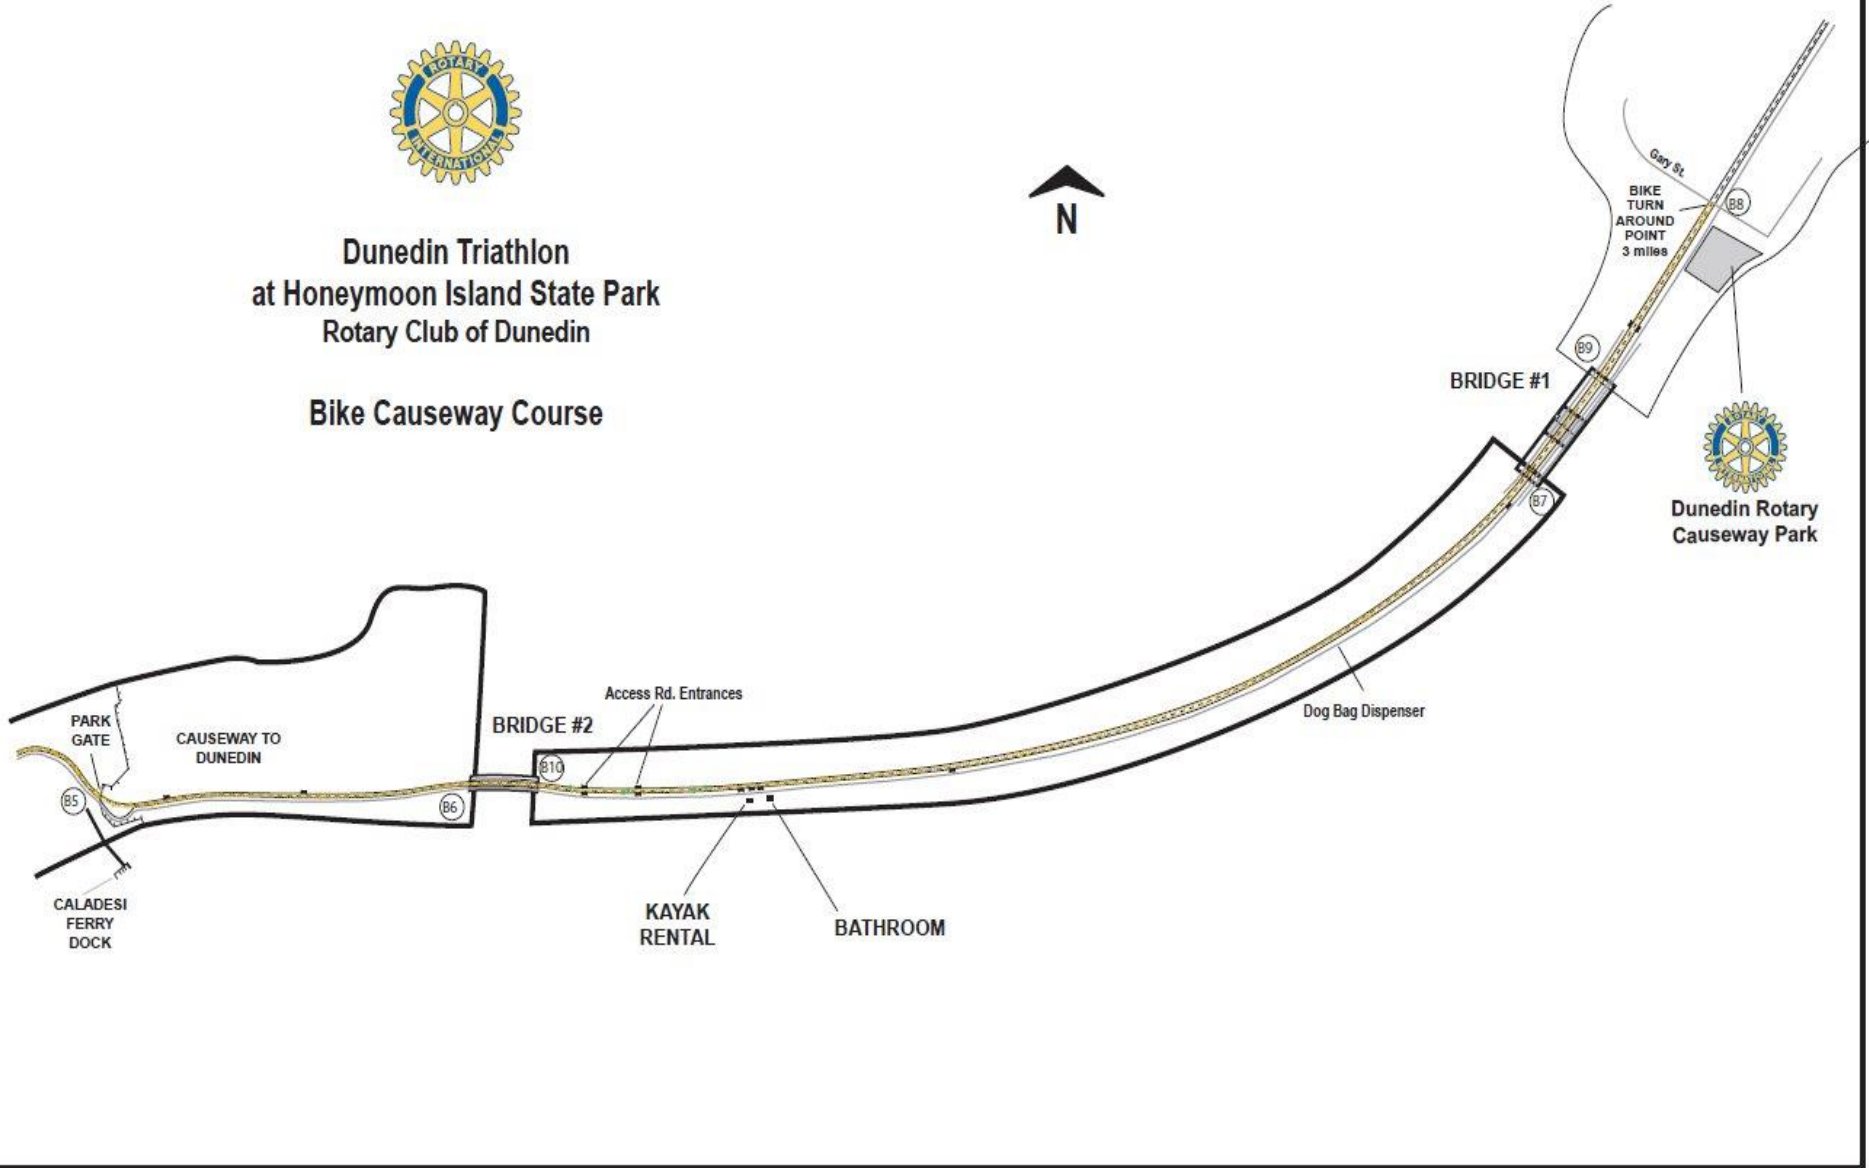 ROTARY
INTERNATIONAL
Dunedin Triathlon
at Honeymoon Island State Park
Rotary Club of Dunedin
Bike Causeway Course
N
Gary St.
BIKE
TURN
AROUND
POINT
3 miles
B8
B9
BRIDGE #1
B7
ROTARY
INTERNATIONAL
Dunedin Rotary
Causeway Park
Access Rd. Entrances
Dog Bag Dispenser
PARK
GATE
CAUSEWAY TO
DUNEDIN
BRIDGE #2
B10
B5
B6
CALADESI
FERRY
DOCK
KAYAK
RENTAL
BATHROOM